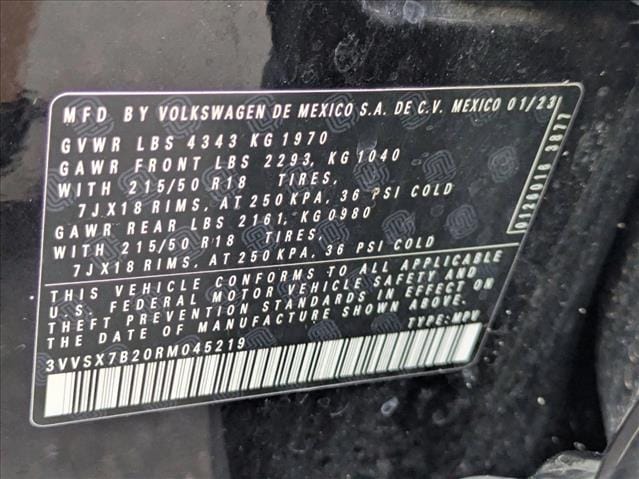 MFD BY VOLKSWAGEN DE MEXICO S.A. DE C.V. MEXICO 01/23
GVWR LBS 4343 KG 1970
GAWR FRONT LBS 2293, KG 1040
WITH 215/50 R18 TIRES,
7JX18 RIMS, AT 250 KPA, 36 PSI COLD
GAWR REAR LBS 2161, KG 0980
WITH 215/50 R18 TIRES,
7JX18 RIMS, AT 250 KPA, 36 PSI COLD
THIS VEHICLE CONFORMS TO ALL APPLICABLE
U.S. FEDERAL MOTOR VEHICLE SAFETY AND
THEFT PREVENTION STANDARDS IN EFFECT ON
THE DATE OF MANUFACTURE SHOWN ABOVE.
3VVSX7B20RM045219 TYPE: MPV